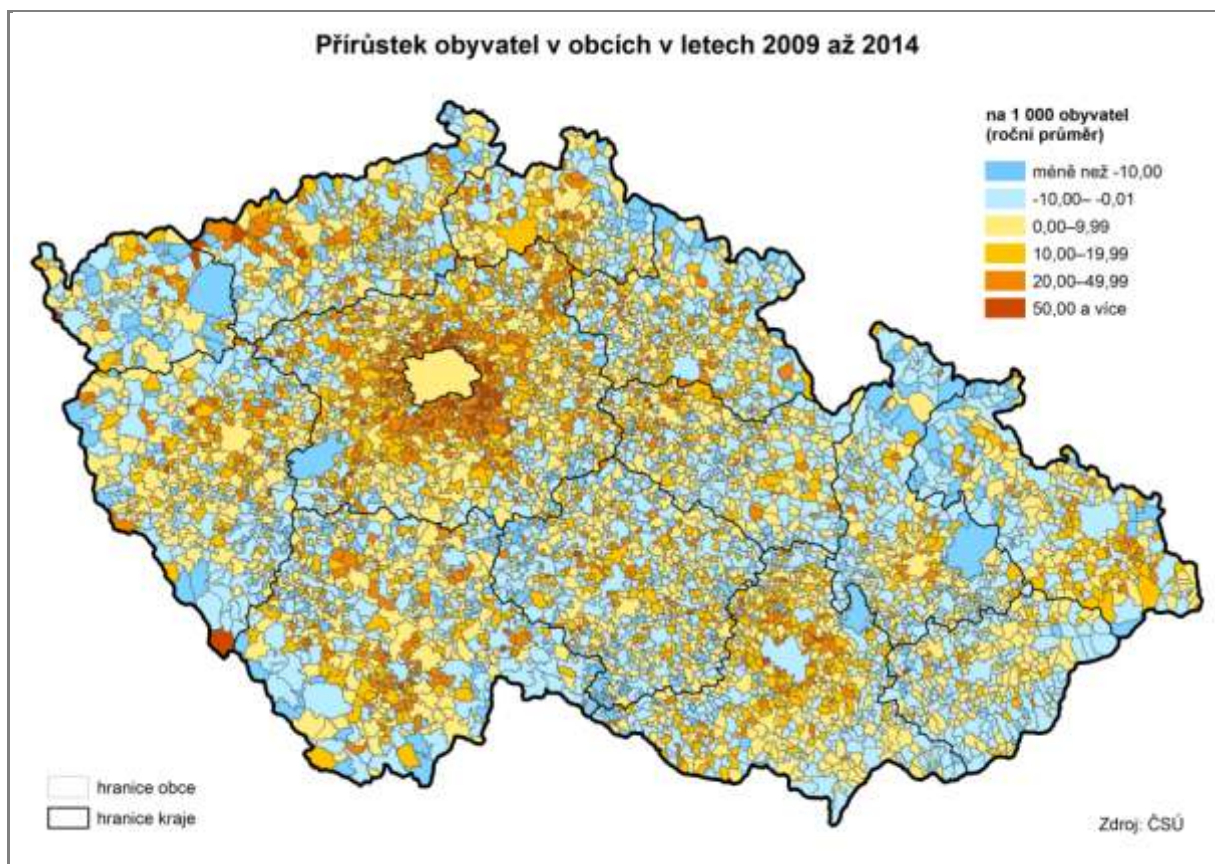 Přírůstek obyvatel v obcích v letech 2009 až 2014
na 1 000 obyvatel
(roční průměr)
méně než -10,00
-10,00– -0,01
0,00–9,99
10,00–19,99
20,00–49,99
50,00 a více
hranice obce
hranice kraje
Zdroj: ČSÚ